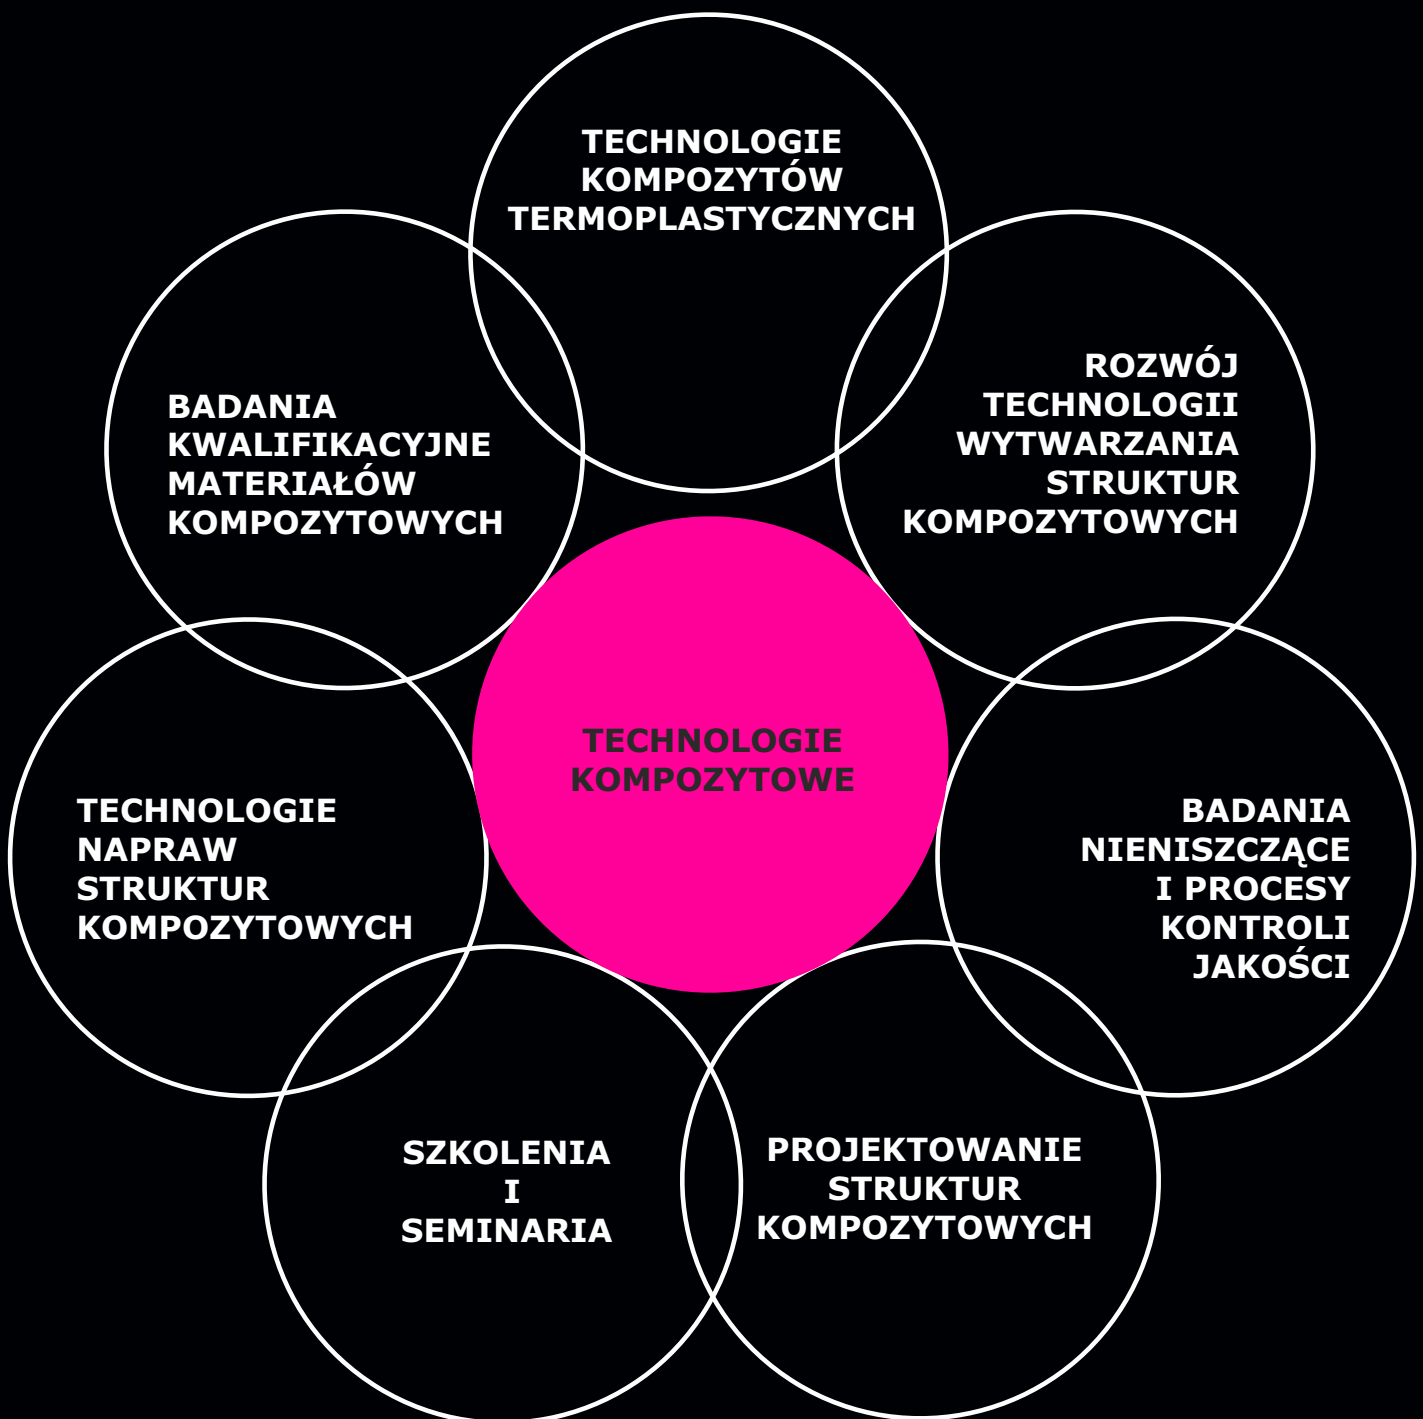 TECHNOLOGIE
KOMPOZYTÓW
TERMOPLASTYCZNYCH
ROZWÓJ
TECHNOLOGII
WYTWARZANIA
STRUKTUR
KOMPOZYTOWYCH
BADANIA
KWALIFIKACYJNE
MATERIAŁÓW
KOMPOZYTOWYCH
TECHNOLOGIE
KOMPOZYTOWE
TECHNOLOGIE
NAPRAW
STRUKTUR
KOMPOZYTOWYCH
BADANIA
NIENISZCZĄCE
I PROCESY
KONTROLI
JAKOŚCI
SZKOLENIA
I
SEMINARIA
PROJEKTOWANIE
STRUKTUR
KOMPOZYTOWYCH